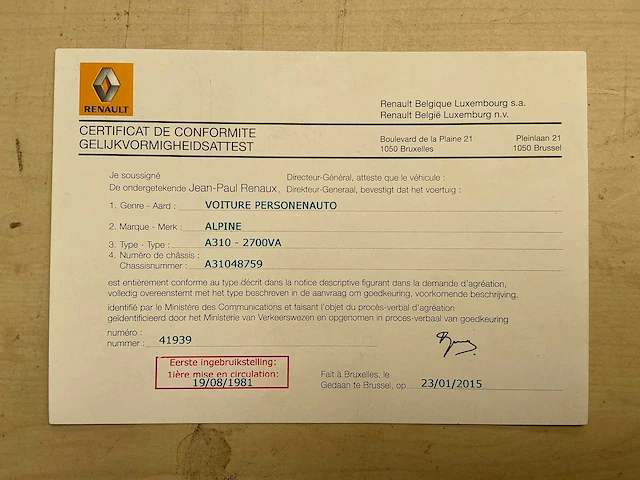 RENAULT
Renault Belgique Luxembourg s.a.
Renault België Luxemburg n.v.
CERTIFICAT DE CONFORMITE
GELIJKVORMIGHEIDSATTEST
Boulevard de la Plaine 21
1050 Bruxelles
Pleinlaan 21
1050 Brussel
Je soussigné
Directeur-Général, atteste que le véhicule :
De ondergetekende Jean-Paul Renaux, Direkteur-Generaal, bevestigt dat het voertuig :
1. Genre - Aard : VOITURE PERSONENAUTO
2. Marque - Merk : ALPINE
3. Type - Type : A310 - 2700VA
4. Numéro de châssis :
Chassisnummer : A31048759
est entièrement conforme au type décrit dans la notice descriptive figurant dans la demande d'agréation,
volledig overeenstemt met het type beschreven in de aanvraag om goedkeuring, voorkomende beschrijving,
identifié par le Ministère des Communications et faisant l'objet du procès-verbal d'agréation,
geïdentificeerd door het Ministerie van Verkeerswezen en opgenomen in proces-verbaal van goedkeuring
numéro :
nummer : 41939
Eerste ingebruikstelling:
1ière mise en circulation:
19/08/1981
Fait à Bruxelles, le
Gedaan te Brussel, op 23/01/2015